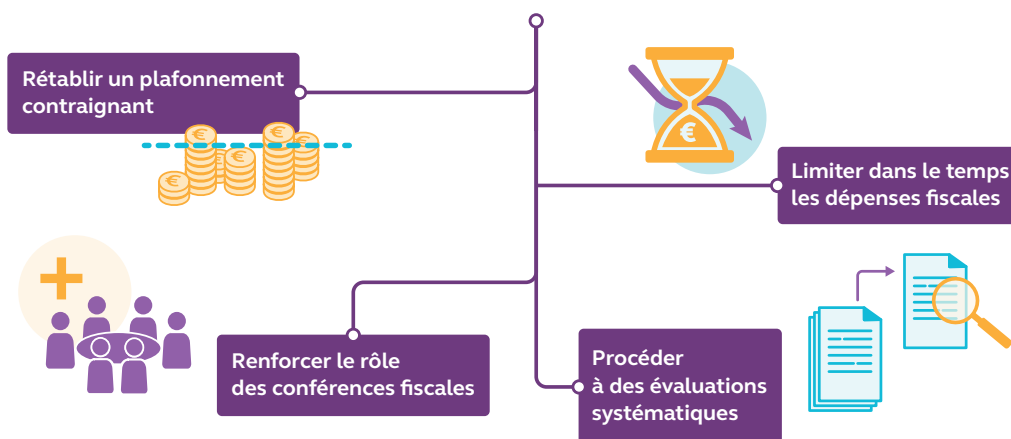 Rétablir un plafonnement
contraignant
€
€
€
€
€
€
Limiter dans le temps
les dépenses fiscales
Renforcer le rôle
des conférences fiscales
Procéder
à des évaluations
systématiques